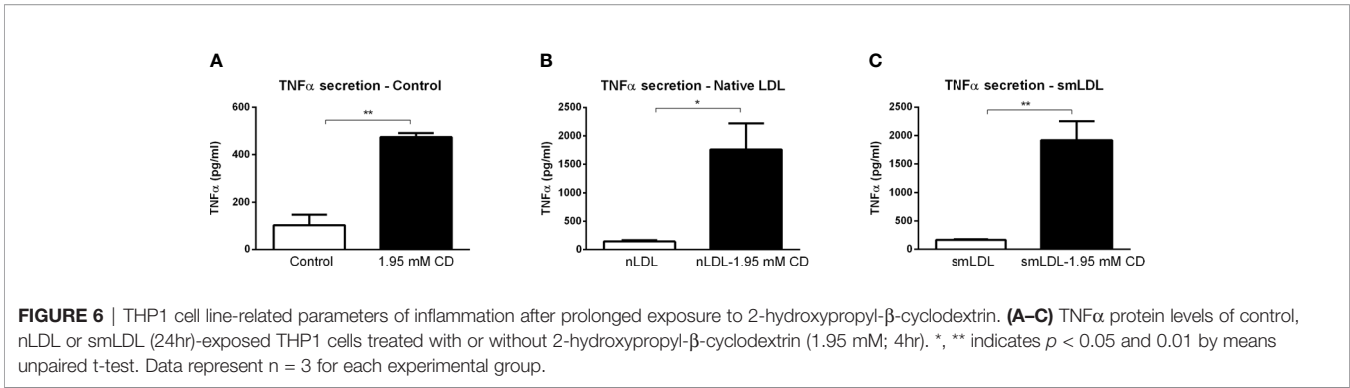 A
TNFα secretion - Control
**
600
400
200
0
TNFα (pg/ml)
Control
1.95 mM CD
B
TNFα secretion - Native LDL
*
2500
2000
1500
1000
500
0
TNFα (pg/ml)
nLDL
nLDL-1.95 mM CD
C
TNFα secretion - smLDL
**
2500
2000
1500
1000
500
0
TNFα (pg/ml)
smLDL
smLDL-1.95 mM CD
FIGURE 6 | THP1 cell line-related parameters of inflammation after prolonged exposure to 2-hydroxypropyl-β-cyclodextrin. (A–C) TNFα protein levels of control,
nLDL or smLDL (24hr)-exposed THP1 cells treated with or without 2-hydroxypropyl-β-cyclodextrin (1.95 mM; 4hr). *, ** indicates p < 0.05 and 0.01 by means
unpaired t-test. Data represent n = 3 for each experimental group.